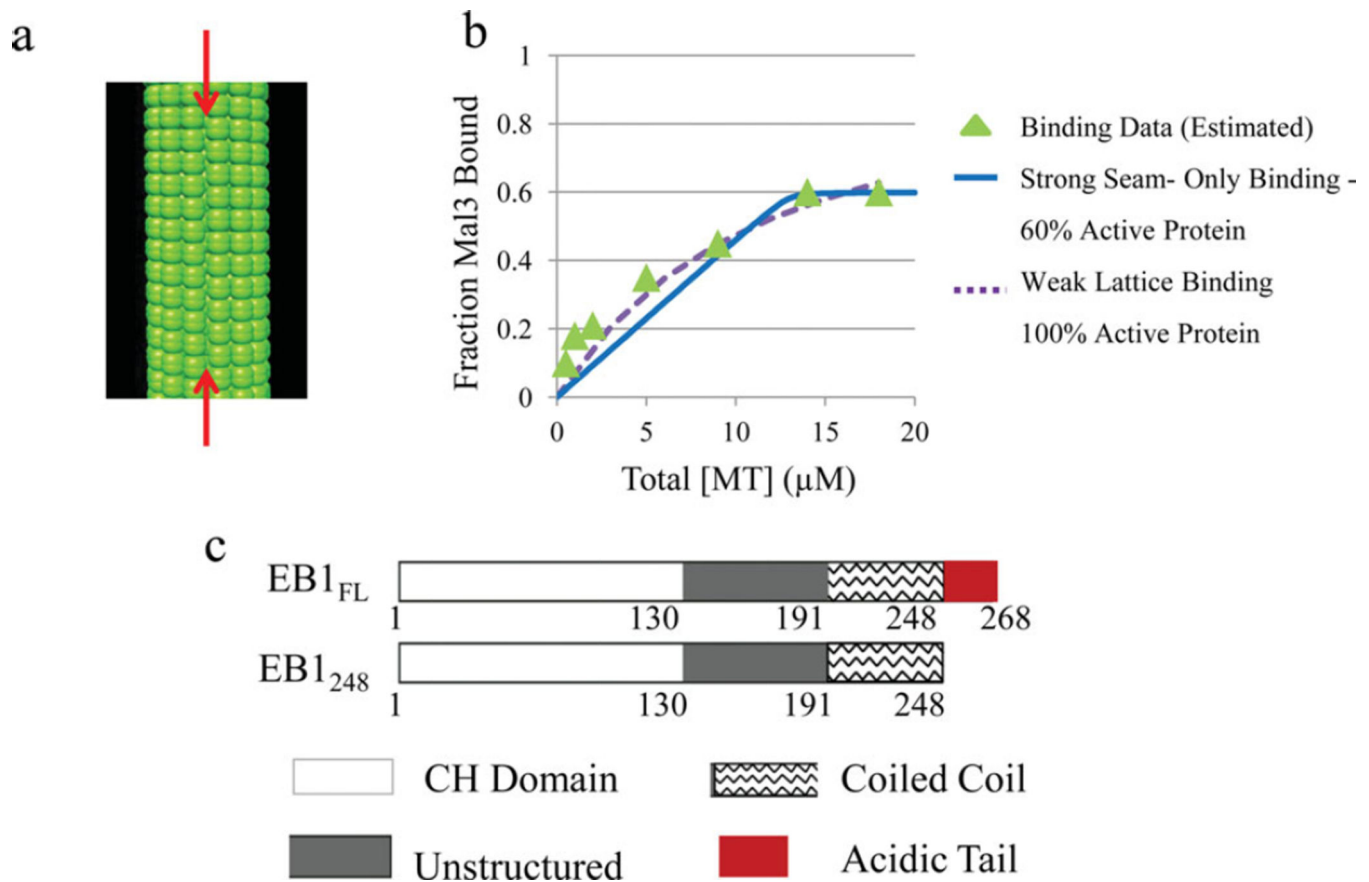 a
b
1
0.8
0.6
0.4
0.2
0
Fraction Mal3 Bound
0 5 10 15 20
Total [MT] (µM)
Binding Data (Estimated)
Strong Seam- Only Binding -
60% Active Protein
Weak Lattice Binding
100% Active Protein
c
EB1FL
1 130 191 248 268
EB1248
1 130 191 248
CH Domain
Coiled Coil
Unstructured
Acidic Tail